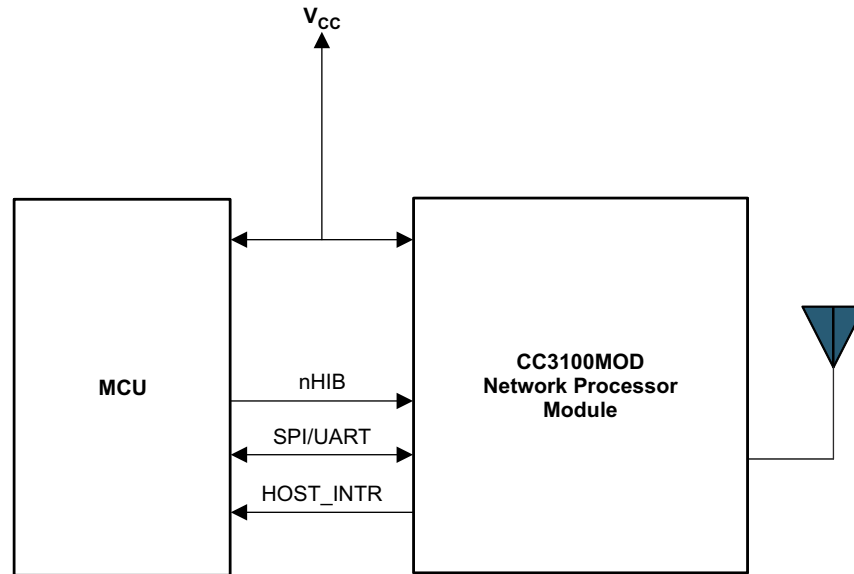 VCC
MCU
nHIB
SPI/UART
HOST_INTR
CC3100MOD
Network Processor
Module